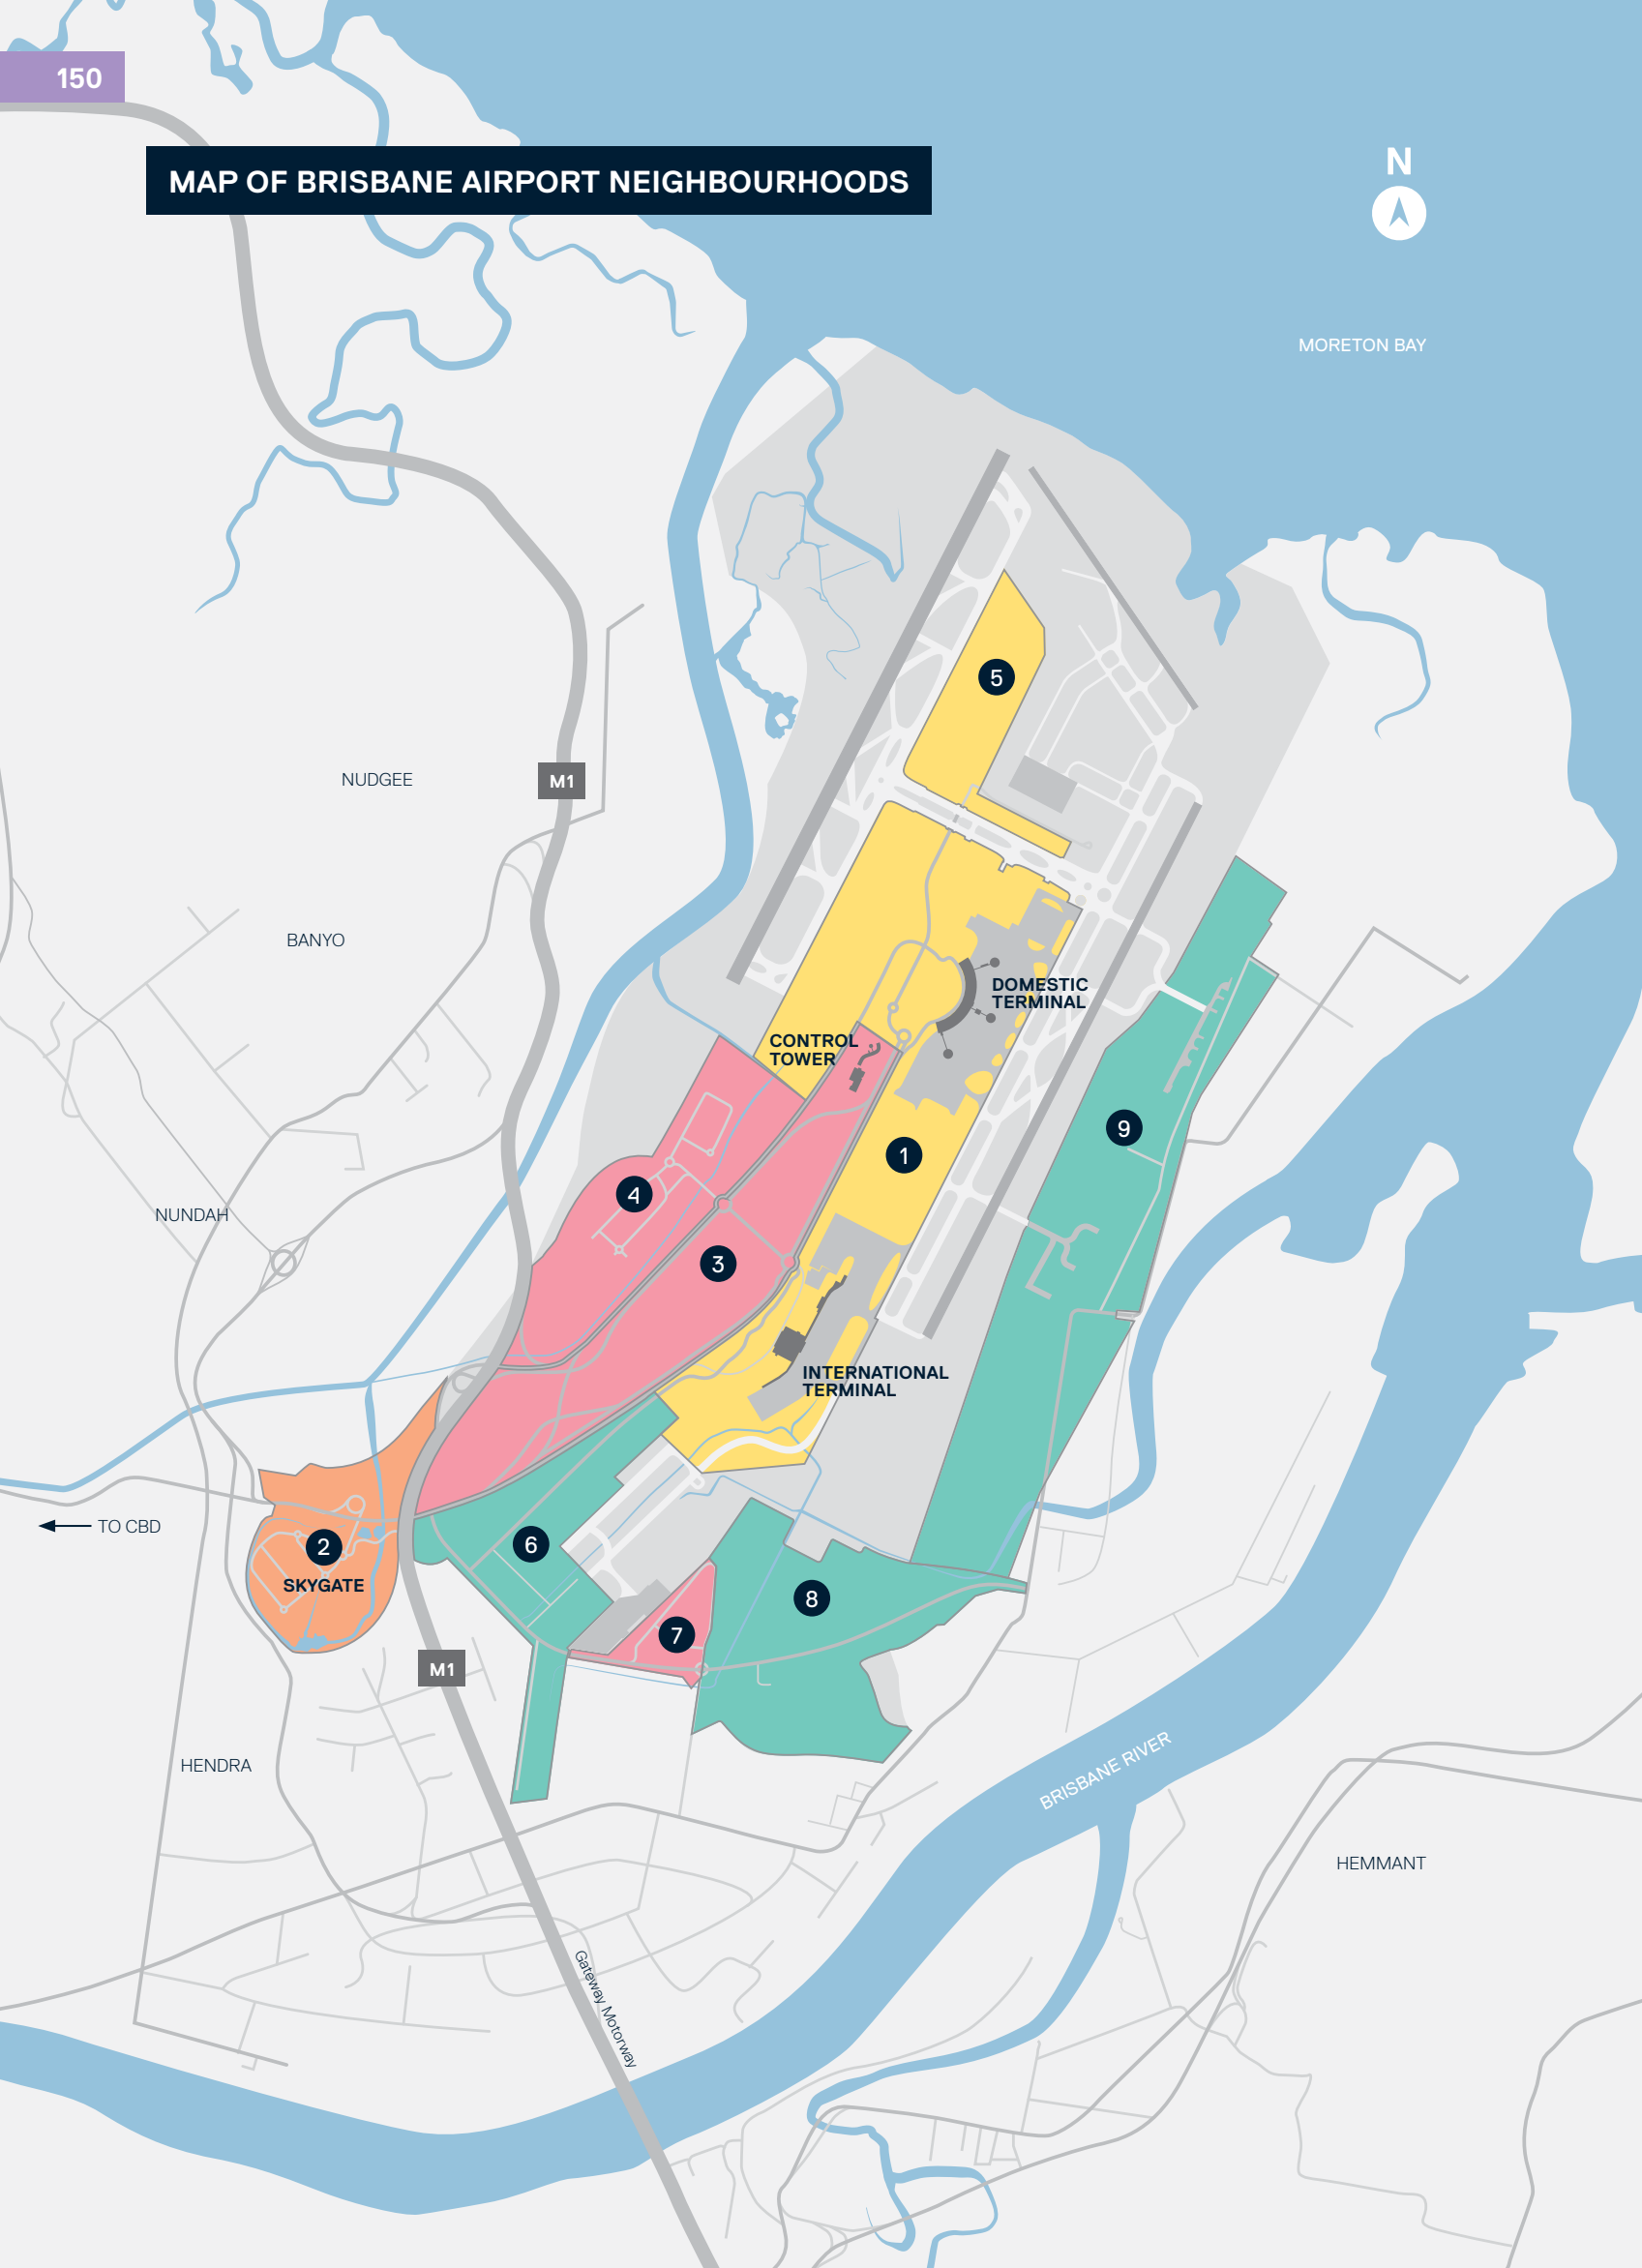 150
MAP OF BRISBANE AIRPORT NEIGHBOURHOODS
N
MORETON BAY
5
NUDGEE
M1
BANYO
DOMESTIC
TERMINAL
CONTROL
TOWER
9
1
4
NUNDAH
3
INTERNATIONAL
TERMINAL
TO CBD
6
2
SKYGATE
8
7
M1
HENDRA
BRISBANE RIVER
HEMMANT
Gateway Motorway